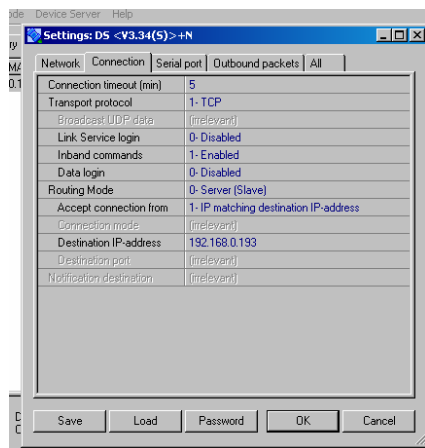 Device Server Help
Settings: DS <V3.34(S)>+N
Network Connection Serial port Outbound packets All
0.1
Connection timeout (min) 5
Transport protocol 1- TCP
Broadcast UDP data (irrelevant)
Link Service login 0- Disabled
Inband commands 1- Enabled
Data login 0- Disabled
Routing Mode 0- Server (Slave)
Accept connection from 1- IP matching destination IP-address
Connection mode (irrelevant)
Destination IP-address 192.168.0.193
Destination port (irrelevant)
Notification destination (irrelevant)
Save Load Password OK Cancel